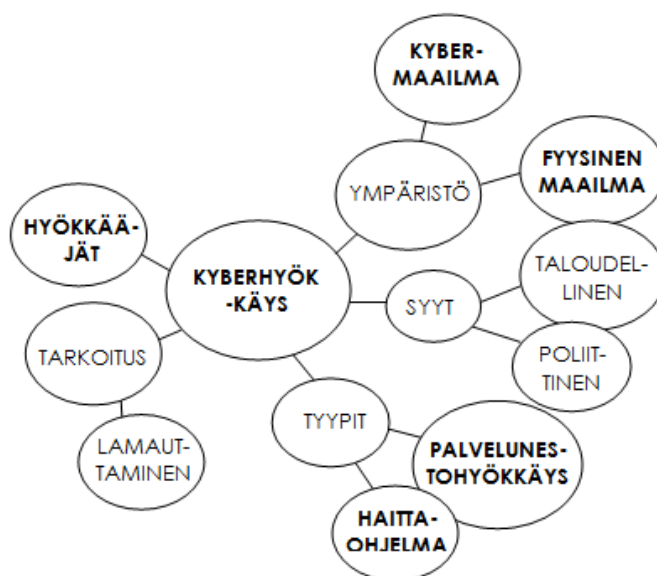 KYBER-
MAAILMA
YMPÄRISTÖ
FYYSINEN
MAAILMA
HYÖKKÄÄ-
JÄT
KYBERHYÖK
-KÄYS
SYYT
TALOUDEL-
LINEN
POLIIT-
TINEN
TARKOITUS
LAMAUT-
TAMINEN
TYYPIT
PALVELUNES-
TOHYÖKKÄYS
HAITTA-
OHJELMA